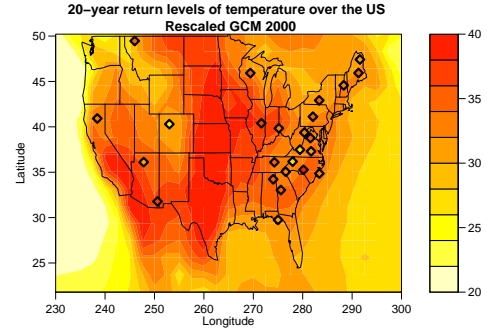 20−year return levels of temperature over the US
Rescaled GCM 2000
Latitude
50
45
40
35
30
25
230 240 250 260 270 280 290 300
Longitude
40
35
30
25
20